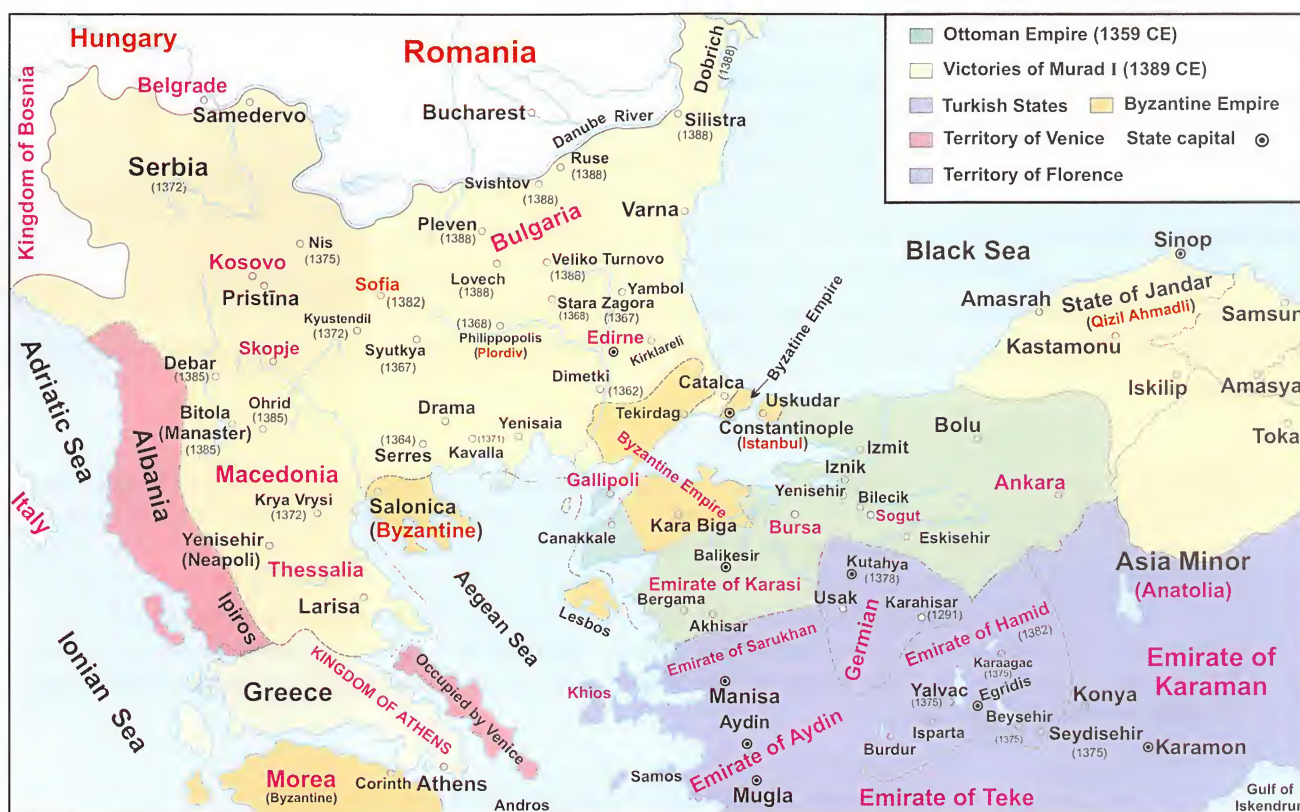 Hungary
Romania
Kingdom of Bosnia
Belgrade
Samedervo
Bucharest
Danube River
Dobrich
(1388)
Silistra
(1388)
Ottoman Empire (1359 CE)
Victories of Murad I (1389 CE)
Turkish States
Byzantine Empire
Territory of Venice
State capital
Territory of Florence
Serbia
(1372)
Ruse
(1388)
Svishtov
(1388)
Pleven
(1388)
Bulgaria
Varna
Nis
(1375)
Kosovo
Pristina
Sofia
(1382)
Lovech
(1388)
Veliko Turnovo
(1388)
Yambol
Stara Zagora
(1368)
(1367)
Kyustendil
(1372)
(1368)
Philippopolis
(Plordiv)
Edirne
Kirklareli
Syutkya
1367)
Skopje
Debar
(1385)
Dimetki
(1362)
Byzatine Empire
Black Sea
Sinop
Amasrah
State of Jandar
(Qizil Ahmadli)
Samsun
Kastamonu
Iskilip
Amasya
Toka
Adriatic Sea
Albania
Bitola
(Manaster)
(1385)
Ohrid
(1385)
Drama
Yenisaia
(1364)
Serres
(1371)
Kavalla
Tekirdag
Catalca
Uskudar
Constantinople
(Istanbul)
Byzantine Empire
Bolu
Izmit
Iznik
Yenisehir
Bilecik
Sogut
Ankara
Bursa
Eskisehir
Italy
Macedonia
Krya Vrysi
(1372)
Salonica
(Byzantine)
Gallipoli
Canakkale
Kara Biga
Balikesir
Emirate of Karasi
Bergama
Akhisar
Yenisehir
(Neapoli)
Thessalia
Larisa
Ipiros
Aegean Sea
Lesbos
Kutahya
(1378)
Usak
Karahisar
(1291)
Asia Minor
(Anatolia)
Germian
Emirate of Hamid
(1382)
Emirate of Sarukhan
Ionian Sea
Greece
KINGDOM OF ATHENS
Occupied by Venice
Khios
Manisa
Aydin
Emirate of Aydin
Karaagac
(1375)
Yalvac
(1375)
Egridis
Konya
Emirate of
Karaman
Isparta
Beysehir
(1375)
Seydisehir
(1375)
Burdur
Karamon
Morea
(Byzantine)
Corinth
Athens
Andros
Samos
Mugla
Emirate of Teke
Gulf of
Iskendrun